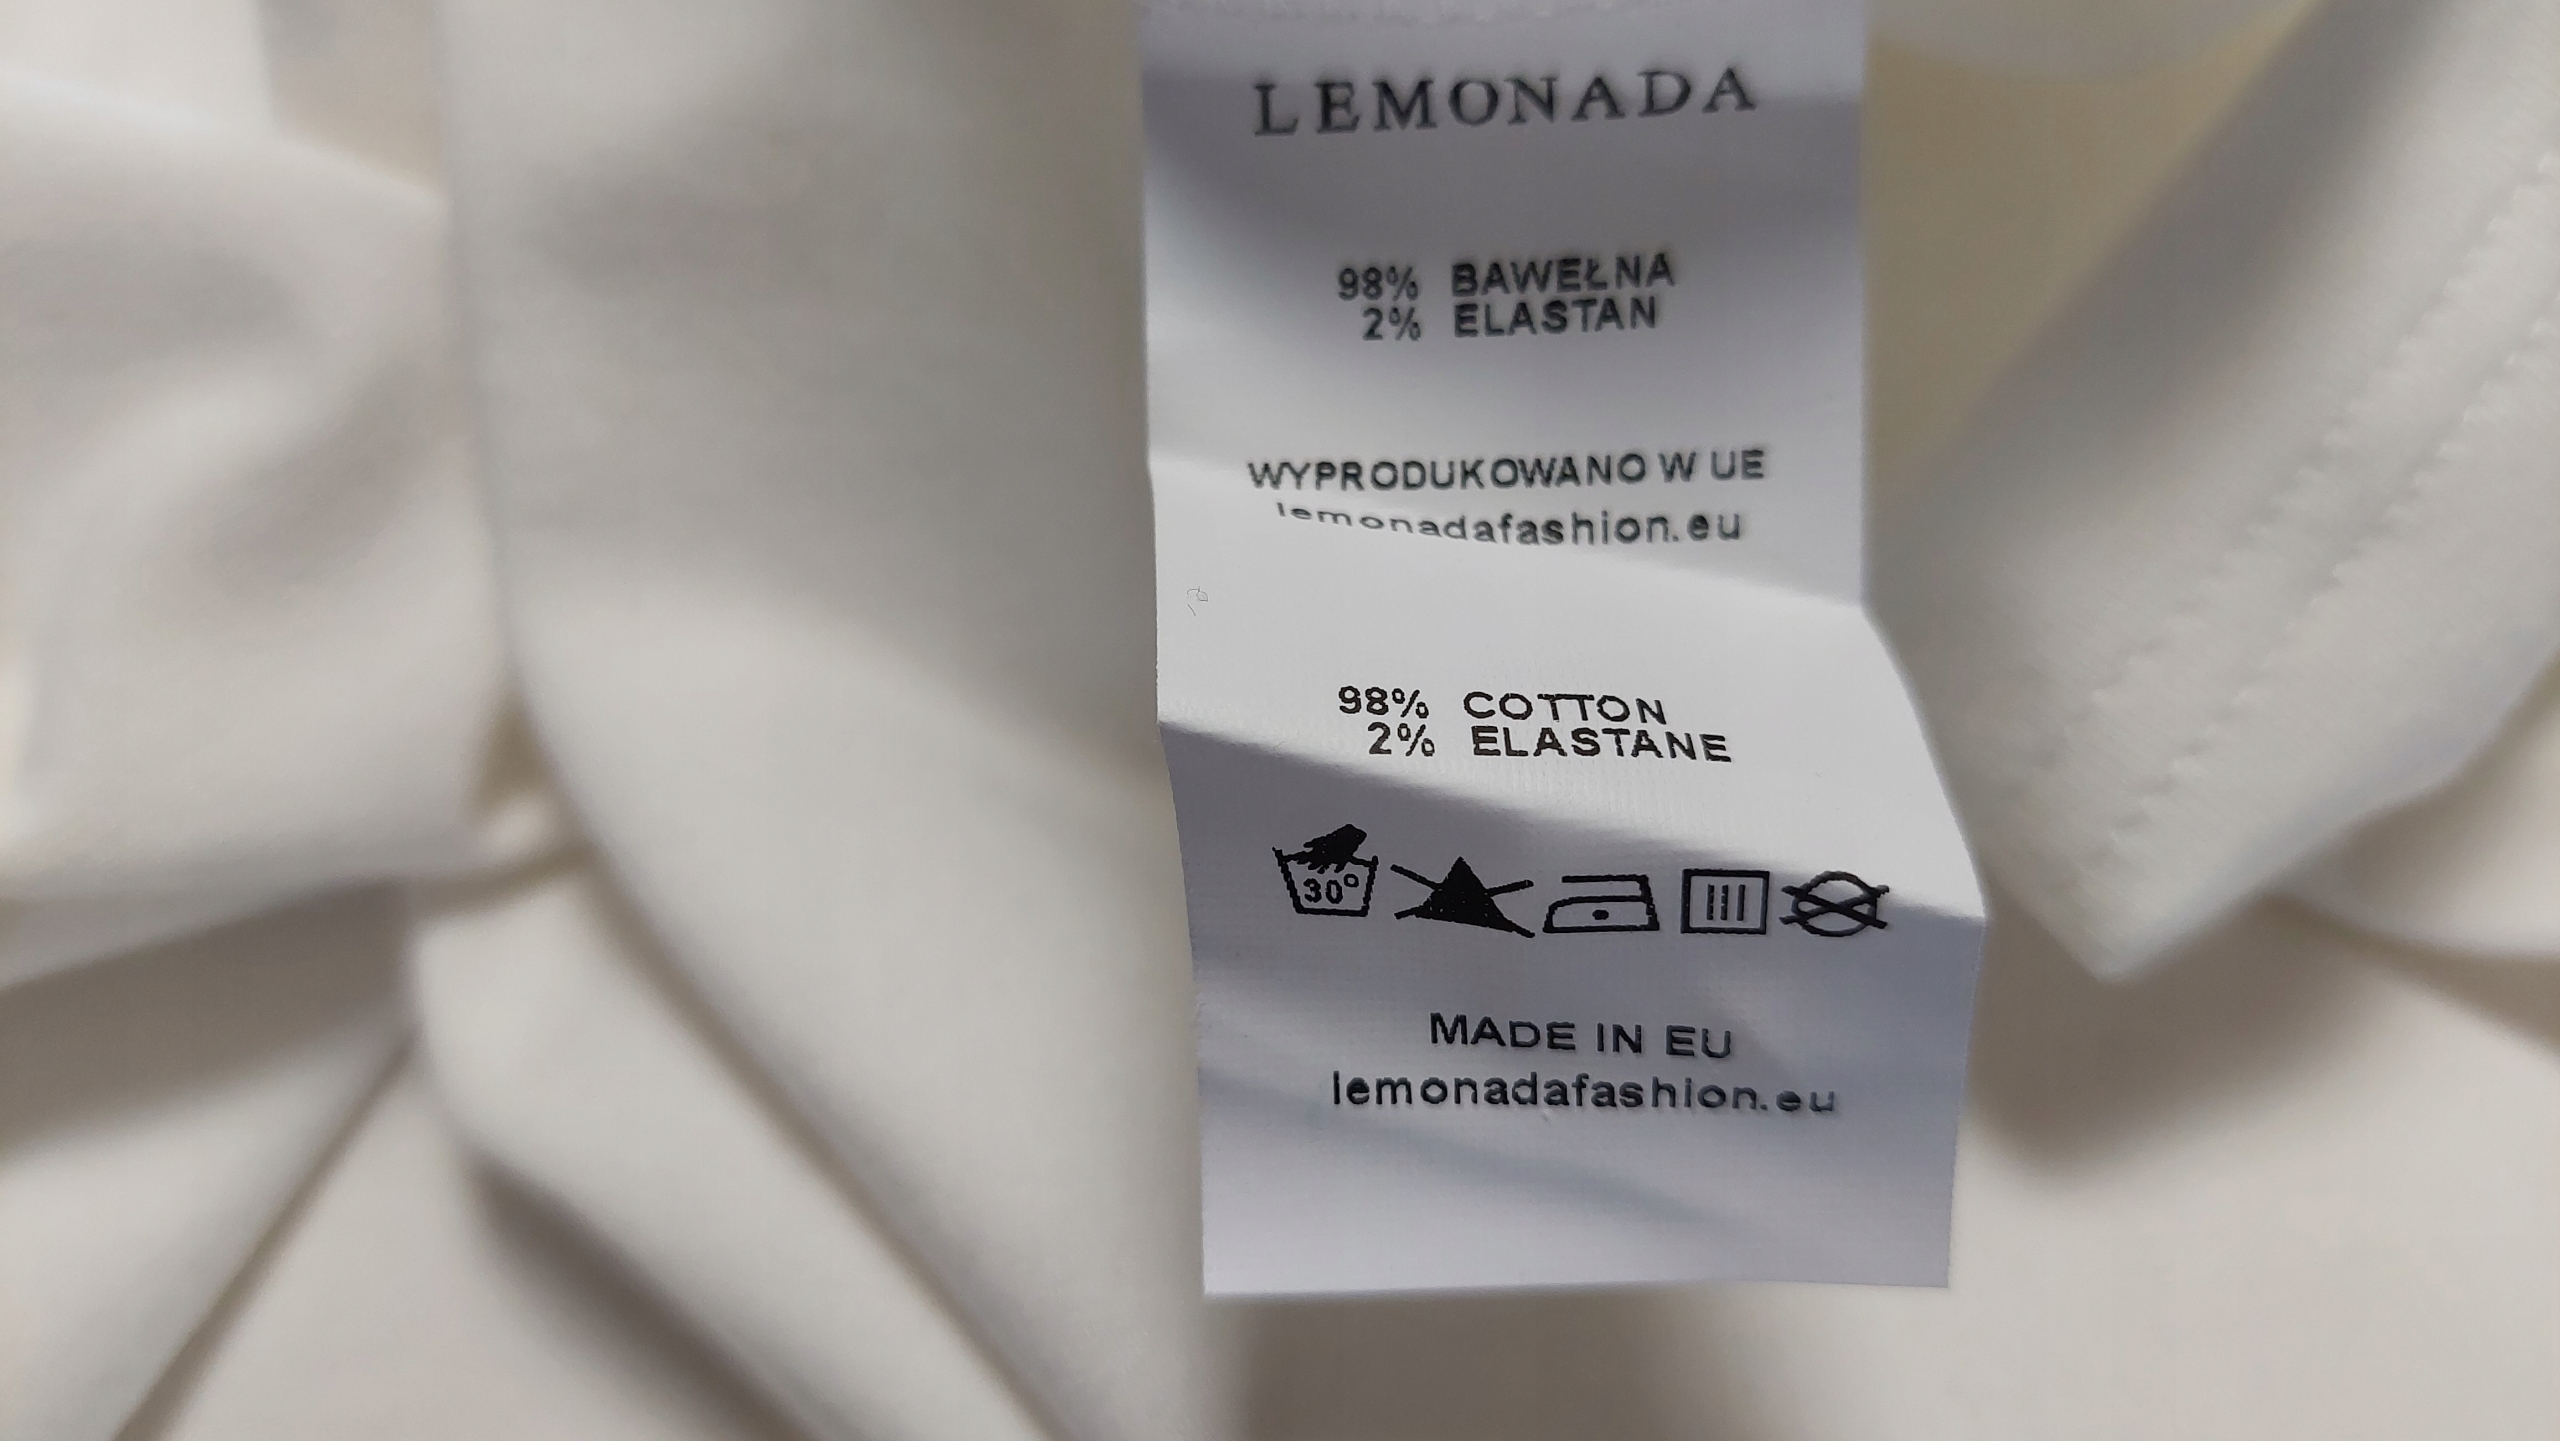 LEMONADA
98% BAWEŁNA
2% ELASTAN
WYPRODUKOWANO W UE
lemonadafashion.eu
98% COTTON
2% ELASTANE
30°
MADE IN EU
lemonadafashion.eu